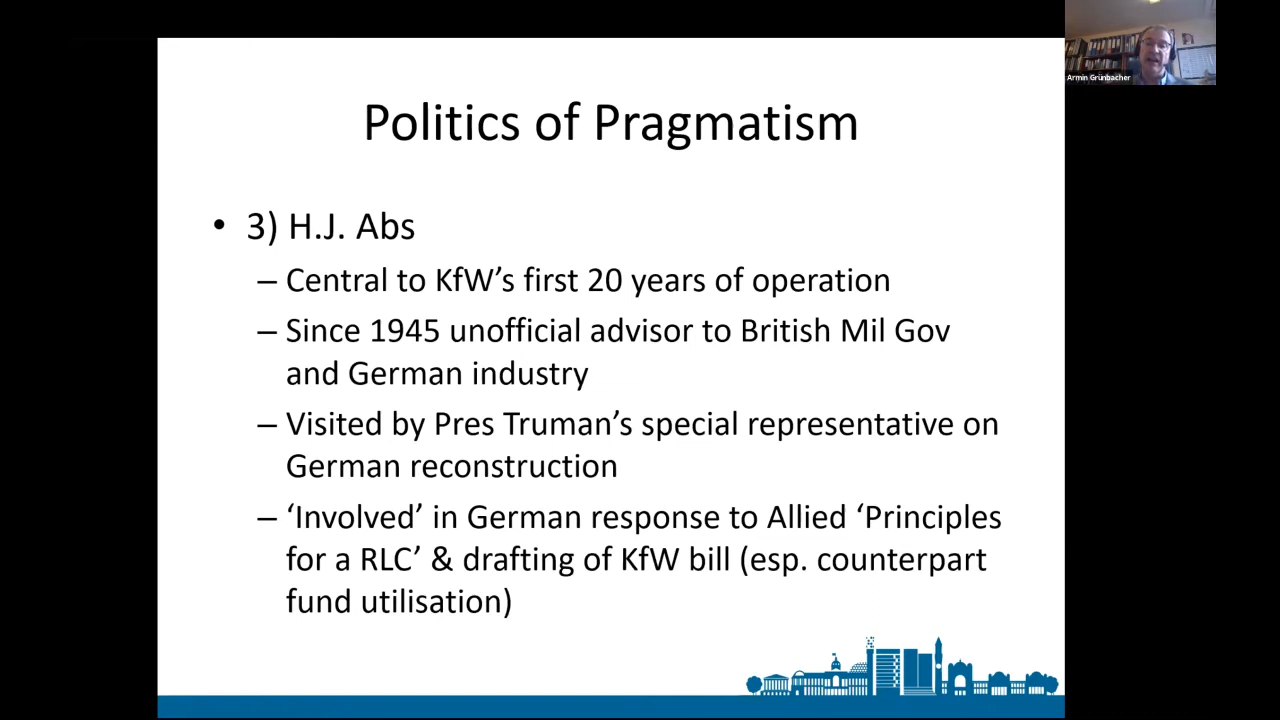 Armin Grünbacher
Politics of Pragmatism
• 3) H.J. Abs
– Central to KfW’s first 20 years of operation
– Since 1945 unofficial advisor to British Mil Gov
and German industry
– Visited by Pres Truman’s special representative on
German reconstruction
– ‘Involved’ in German response to Allied ‘Principles
for a RLC’ & drafting of KfW bill (esp. counterpart
fund utilisation)